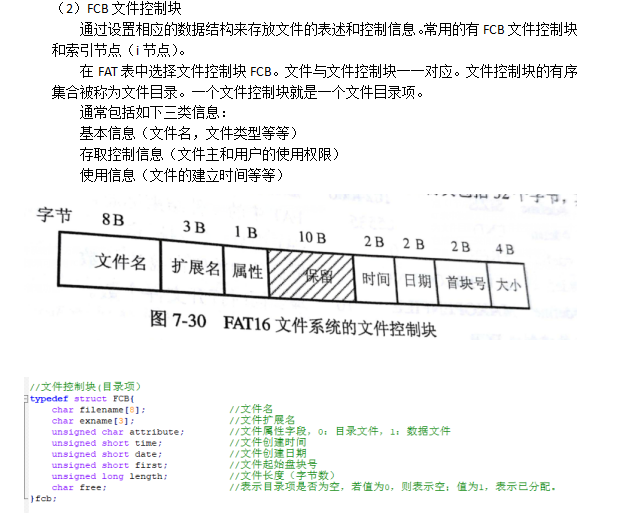 （2）FCB 文件控制块
通过设置相应的数据结构来存放文件的表述和控制信息。常用的有 FCB 文件控制块
和索引节点（i 节点）。
在 FAT 表中选择文件控制块 FCB。文件与文件控制块一一对应。文件控制块的有序
集合被称为文件目录。一个文件控制块就是一个文件目录项。
通常包括如下三类信息：
基本信息（文件名，文件类型等等）
存取控制信息（文件主和用户的使用权限）
使用信息（文件的建立时间等等）
字节 8 B 3 B 1 B 10 B 2 B 2 B 2 B 4 B
文件名 扩展名 属性 保留 时间 日期 首块号 大小
图 7-30 FAT16 文件系统的文件控制块
//文件控制块(目录项)
typedef struct FCB{
char filename[8]; //文件名
char exname[3]; //文件扩展名
unsigned char attribute; //文件属性字段，0：目录文件，1：数据文件
unsigned short time; //文件创建时间
unsigned short date; //文件创建日期
unsigned short first; //文件起始盘块号
unsigned long length; //文件长度（字节数）
char free; //表示目录项是否为空，若值为0，则表示空；值为1，表示已分配。
}fcb;